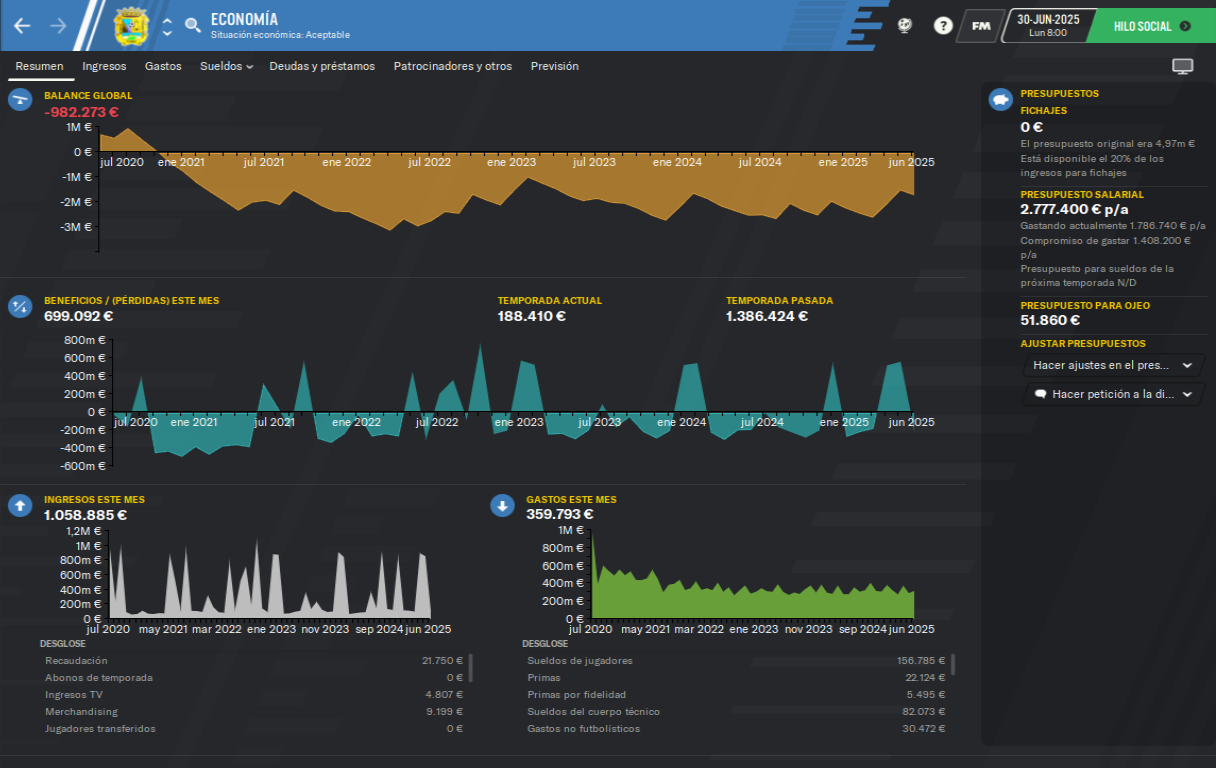 ECONOMÍA
Situación económica: Aceptable
?
FM
30-JUN-2025
Lun 8:00
HILO SOCIAL
Resumen
Ingresos
Gastos
Sueldos
Deudas y préstamos
Patrocinadores y otros
Previsión
BALANCE GLOBAL
-982.273 €
1M €
0 €
-1M €
-2M €
-3M €
jul 2020 ene 2021 jul 2021 ene 2022 jul 2022 ene 2023 jul 2023 ene 2024 jul 2024 ene 2025 jun 2025
BENEFICIOS / (PÉRDIDAS) ESTE MES
699.092 €
TEMPORADA ACTUAL
188.410 €
TEMPORADA PASADA
1.386.424 €
800m €
600m €
400m €
200m €
0 €
-200m €
-400m €
-600m €
jul 2020 ene 2021 jul 2021 ene 2022 jul 2022 ene 2023 jul 2023 ene 2024 jul 2024 ene 2025 jun 2025
INGRESOS ESTE MES
1.058.885 €
1,2M €
1M €
800m €
600m €
400m €
200m €
0 €
jul 2020 may 2021 mar 2022 ene 2023 nov 2023 sep 2024 jun 2025
DESGLOSE
Recaudación 21.750 €
Abonos de temporada 0 €
Ingresos TV 4.807 €
Merchandising 9.199 €
Jugadores transferidos 0 €
GASTOS ESTE MES
359.793 €
1M €
800m €
600m €
400m €
200m €
0 €
jul 2020 may 2021 mar 2022 ene 2023 nov 2023 sep 2024 jun 2025
DESGLOSE
Sueldos de jugadores 156.785 €
Primas 22.124 €
Primas por fidelidad 5.495 €
Sueldos del cuerpo técnico 82.073 €
Gastos no futbolísticos 30.472 €
PRESUPUESTOS
FICHAJES
0 €
El presupuesto original era 4,97m €
Está disponible el 20% de los
ingresos para fichajes
PRESUPUESTO SALARIAL
2.777.400 € p/a
Gastando actualmente 1.786.740 € p/a
Compromiso de gastar 1.408.200 €
p/a
Presupuesto para sueldos de la
próxima temporada N/D
PRESUPUESTO PARA OJEO
51.860 €
AJUSTAR PRESUPUESTOS
Hacer ajustes en el pres...
Hacer petición a la di...